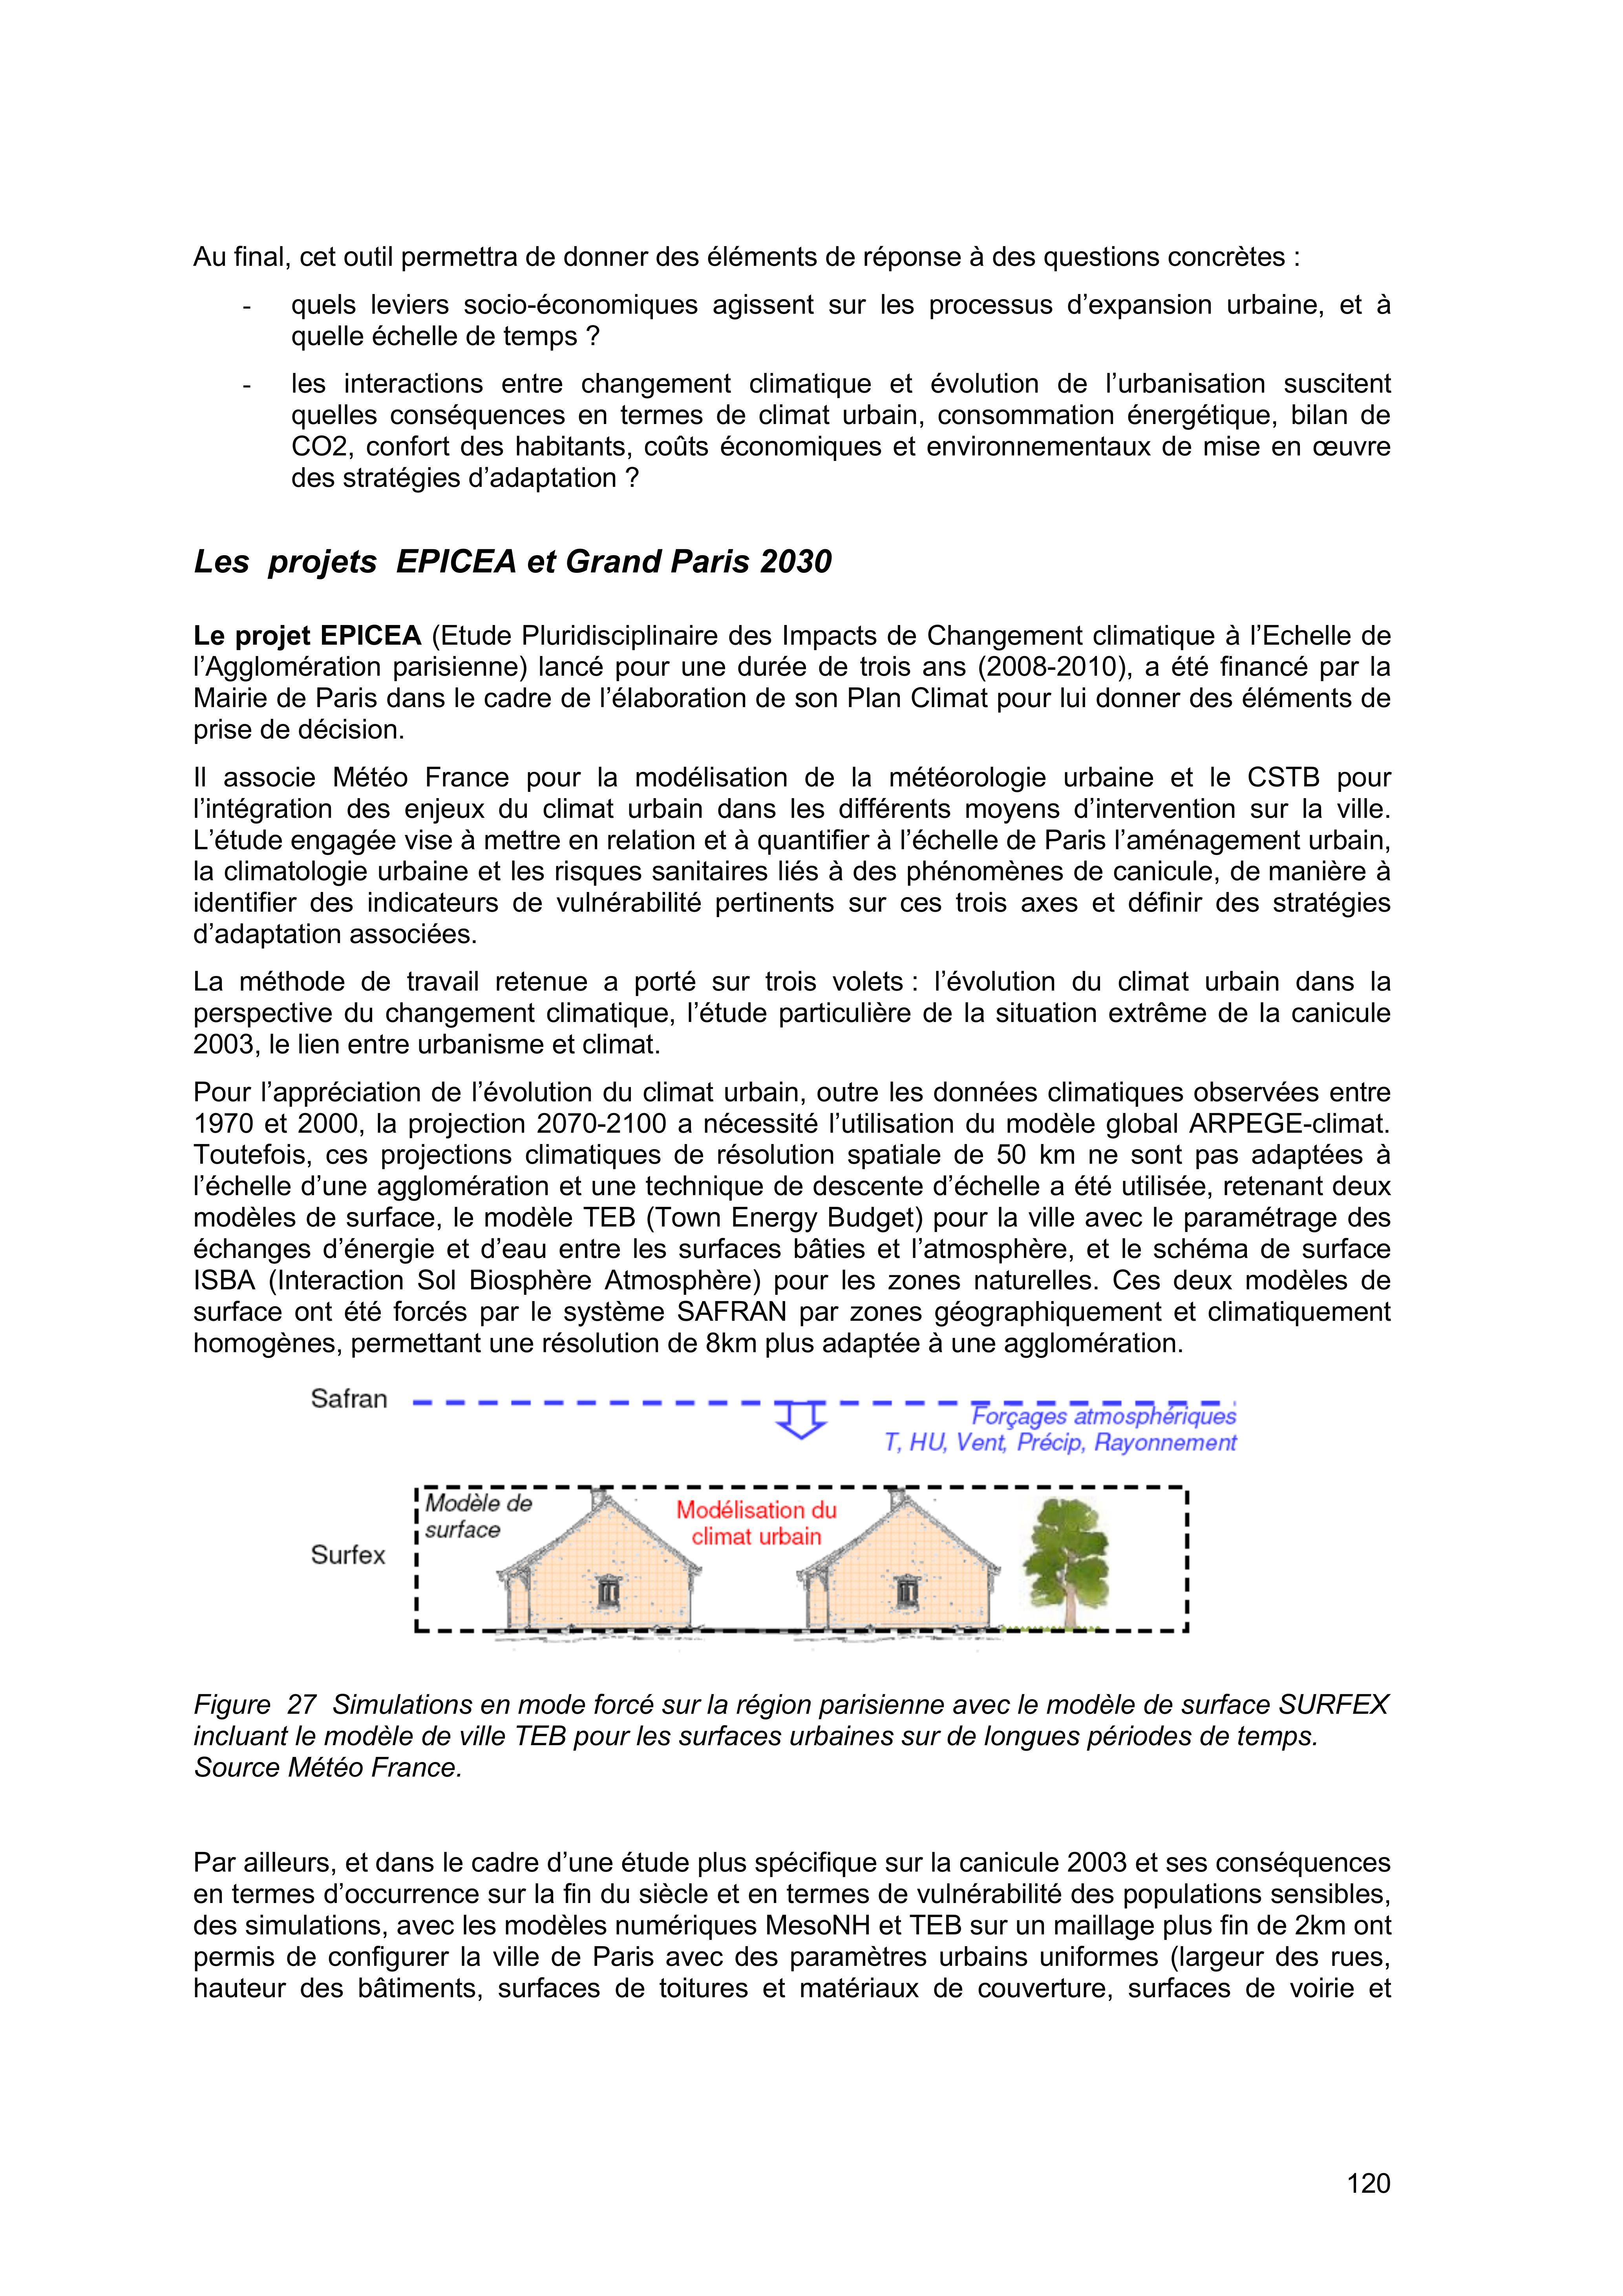 Au final, cet outil permettra de donner des éléments de réponse à des questions concrètes :
- quels leviers socio-économiques agissent sur les processus d’expansion urbaine, et à
quelle échelle de temps ?
- les interactions entre changement climatique et évolution de l’urbanisation suscitent
quelles conséquences en termes de climat urbain, consommation énergétique, bilan de
CO2, confort des habitants, coûts économiques et environnementaux de mise en œuvre
des stratégies d’adaptation ?
Les projets EPICEA et Grand Paris 2030
Le projet EPICEA (Etude Pluridisciplinaire des Impacts de Changement climatique à l’Echelle de
l’Agglomération parisienne) lancé pour une durée de trois ans (2008-2010), a été financé par la
Mairie de Paris dans le cadre de l’élaboration de son Plan Climat pour lui donner des éléments de
prise de décision.
Il associe Météo France pour la modélisation de la météorologie urbaine et le CSTB pour
l’intégration des enjeux du climat urbain dans les différents moyens d’intervention sur la ville.
L’étude engagée vise à mettre en relation et à quantifier à l’échelle de Paris l’aménagement urbain,
la climatologie urbaine et les risques sanitaires liés à des phénomènes de canicule, de manière à
identifier des indicateurs de vulnérabilité pertinents sur ces trois axes et définir des stratégies
d’adaptation associées.
La méthode de travail retenue a porté sur trois volets : l’évolution du climat urbain dans la
perspective du changement climatique, l’étude particulière de la situation extrême de la canicule
2003, le lien entre urbanisme et climat.
Pour l’appréciation de l’évolution du climat urbain, outre les données climatiques observées entre
1970 et 2000, la projection 2070-2100 a nécessité l’utilisation du modèle global ARPEGE-climat.
Toutefois, ces projections climatiques de résolution spatiale de 50 km ne sont pas adaptées à
l’échelle d’une agglomération et une technique de descente d’échelle a été utilisée, retenant deux
modèles de surface, le modèle TEB (Town Energy Budget) pour la ville avec le paramétrage des
échanges d’énergie et d’eau entre les surfaces bâties et l’atmosphère, et le schéma de surface
ISBA (Interaction Sol Biosphère Atmosphère) pour les zones naturelles. Ces deux modèles de
surface ont été forcés par le système SAFRAN par zones géographiquement et climatiquement
homogènes, permettant une résolution de 8km plus adaptée à une agglomération.
Safran
Forçages atmosphériques
T, HU, Vent, Précip, Rayonnement
Modèle de
surface
Modélisation du
climat urbain
Surfex
Figure 27 Simulations en mode forcé sur la région parisienne avec le modèle de surface SURFEX
incluant le modèle de ville TEB pour les surfaces urbaines sur de longues périodes de temps.
Source Météo France.
Par ailleurs, et dans le cadre d’une étude plus spécifique sur la canicule 2003 et ses conséquences
en termes d’occurrence sur la fin du siècle et en termes de vulnérabilité des populations sensibles,
des simulations, avec les modèles numériques MesoNH et TEB sur un maillage plus fin de 2km ont
permis de configurer la ville de Paris avec des paramètres urbains uniformes (largeur des rues,
hauteur des bâtiments, surfaces de toitures et matériaux de couverture, surfaces de voirie et
120